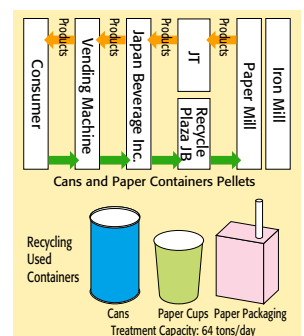 Products
Products
Products
Products
Consumer
Vending Machine
Japan Beverage Inc.
JT
Recycle
Plaza JB
Paper Mill
Iron Mill
Cans and Paper Containers Pellets
Recycling
Used
Containers
Cans
Paper Cups
Paper Packaging
Treatment Capacity: 64 tons/day